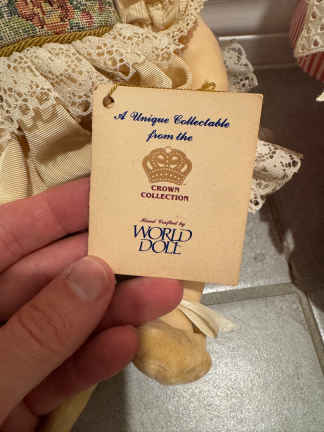 A Unique Collectable
from the
CROWN
COLLECTION
Hand Crafted by
WORLD
DOLL